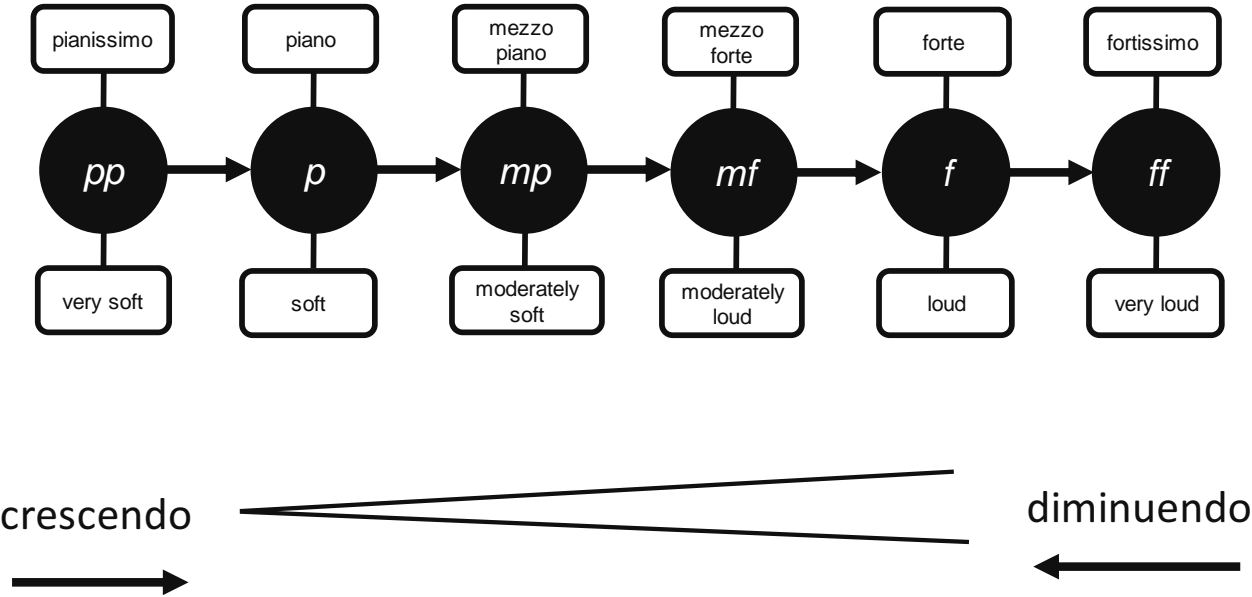 pianissimo
piano
mezzo
piano
mezzo
forte
forte
fortissimo
pp
p
mp
mf
f
ff
very soft
soft
moderately
soft
moderately
loud
loud
very loud
crescendo
diminuendo